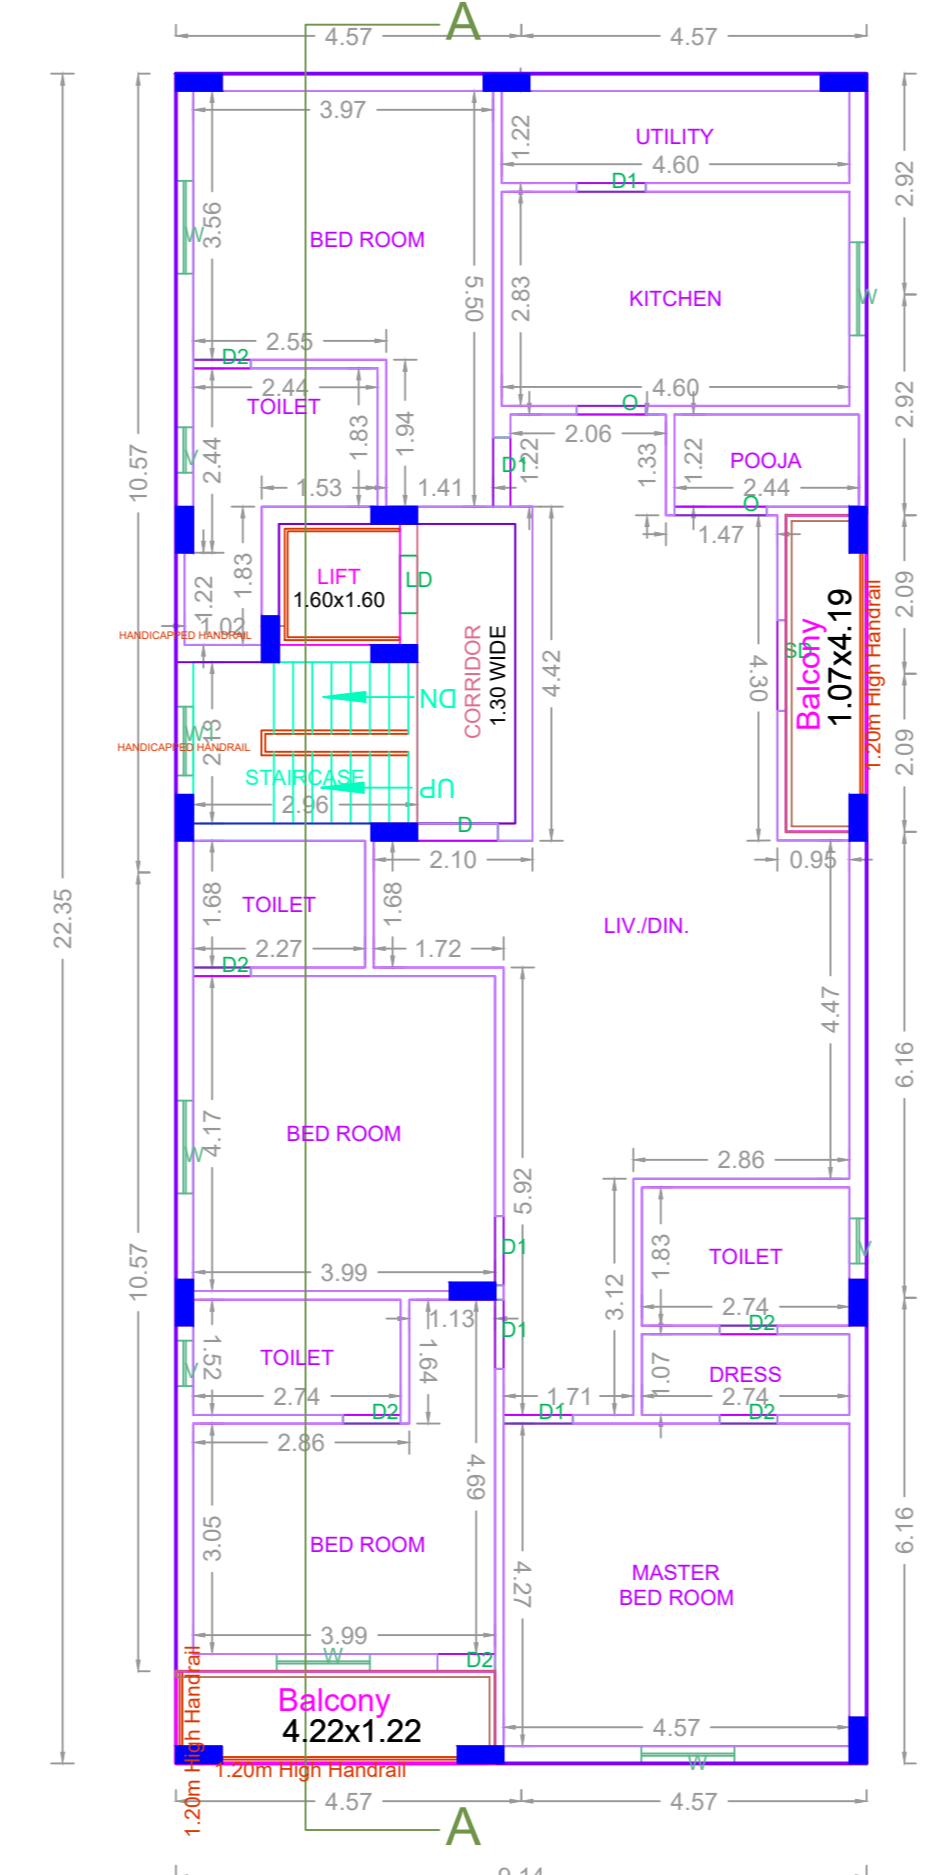 A
4.57
4.57
3.97
1.22
UTILITY
4.60
D1
2.92
W
3.56
BED ROOM
5.50
2.83
KITCHEN
W
2.55
D2
2.44
TOILET
4.60
O
2.92
1.83
1.94
2.06
1.22
1.33
1.22
POOJA
2.44
O
D1
10.57
V
2.44
1.53
1.41
1.47
LIFT
1.60x1.60
LD
1.83
1.22
1.02
HANDICAPPED HANDRAIL
CORRIDOR
1.30 WIDE
4.42
4.30
SD
Balcony
1.07x4.19
1.20m High Handrail
2.09
2.09
DN
W
2.13
HANDICAPPED HANDRAIL
STAIRCASE
UP
2.96
D
2.10
0.95
22.35
1.68
TOILET
2.27
1.68
1.72
D2
LIV./DIN.
4.47
6.16
W
4.17
BED ROOM
5.92
2.86
D1
3.99
10.57
1.83
TOILET
2.74
D2
V
3.12
1.13
D1
1.52
TOILET
2.74
D2
1.64
1.07
DRESS
2.74
D2
1.71
D1
2.86
4.69
3.05
BED ROOM
4.27
MASTER
BED ROOM
6.16
3.99
W
D2
Balcony
4.22x1.22
4.57
W
1.20m High Handrail
1.20m High Handrail
4.57
4.57
A
9.14